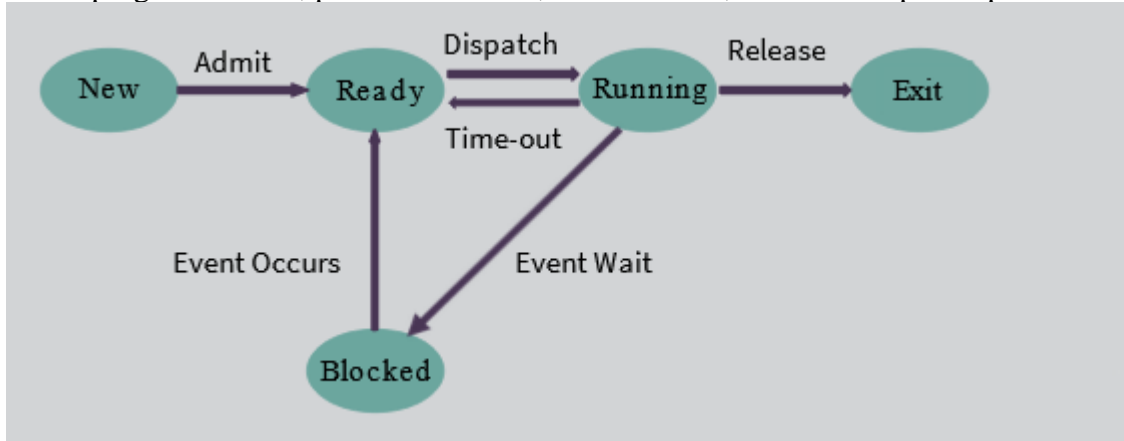 New
Admit
Ready
Dispatch
Time-out
Running
Release
Exit
Event Occurs
Event Wait
Blocked